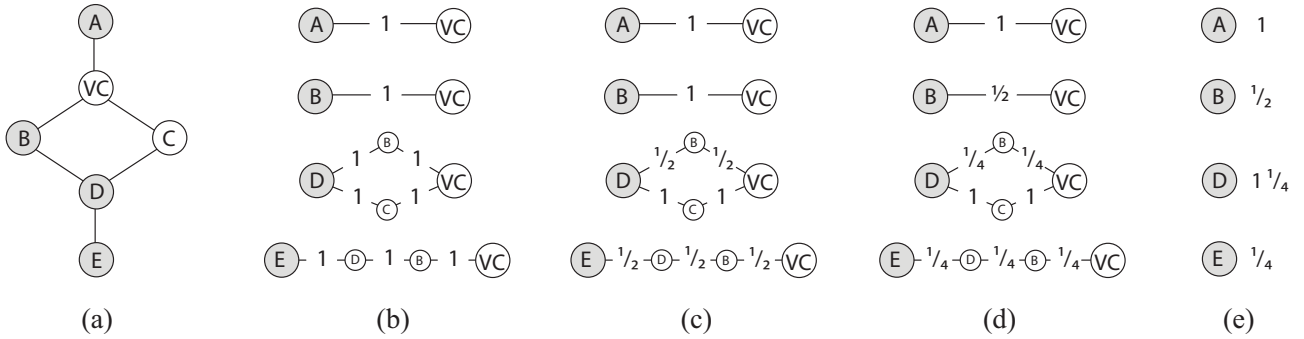 A
VC
B
C
D
E
(a)
A 1 VC
B 1 VC
B
1 1
D VC
1 1
C
E 1 D 1 B 1 VC
(b)
A 1 VC
B 1 VC
B
1/2 1/2
D VC
1 1
C
E 1/2 D 1/2 B 1/2 VC
(c)
A 1 VC
B ½ VC
B
1/4 1/4
D VC
1 1
C
E 1/4 D 1/4 B 1/4 VC
(d)
A 1
B 1/2
D 1 1/4
E 1/4
(e)